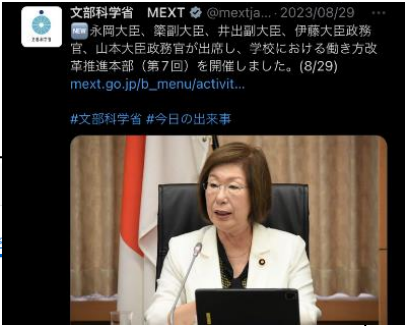 文部科学省 MEXT @mextja... · 2023/08/29 ...
NEW 永岡大臣、簗副大臣、井出副大臣、伊藤大臣政務
官、山本大臣政務官が出席し、学校における働き方改
革推進本部（第7回）を開催しました。(8/29)
mext.go.jp/b_menu/activit...
#文部科学省 #今日の出来事